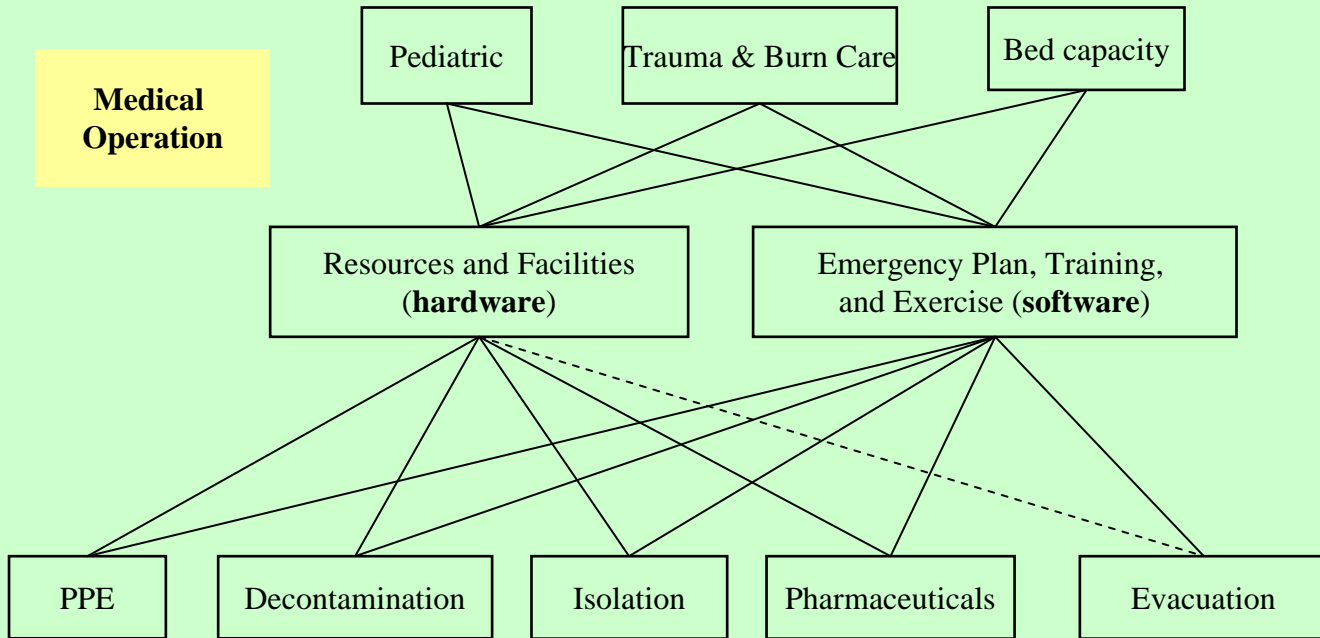 Pediatric
Trauma & Burn Care
Bed capacity
Medical
Operation
Resources and Facilities
(hardware)
Emergency Plan, Training,
and Exercise (software)
PPE
Decontamination
Isolation
Pharmaceuticals
Evacuation